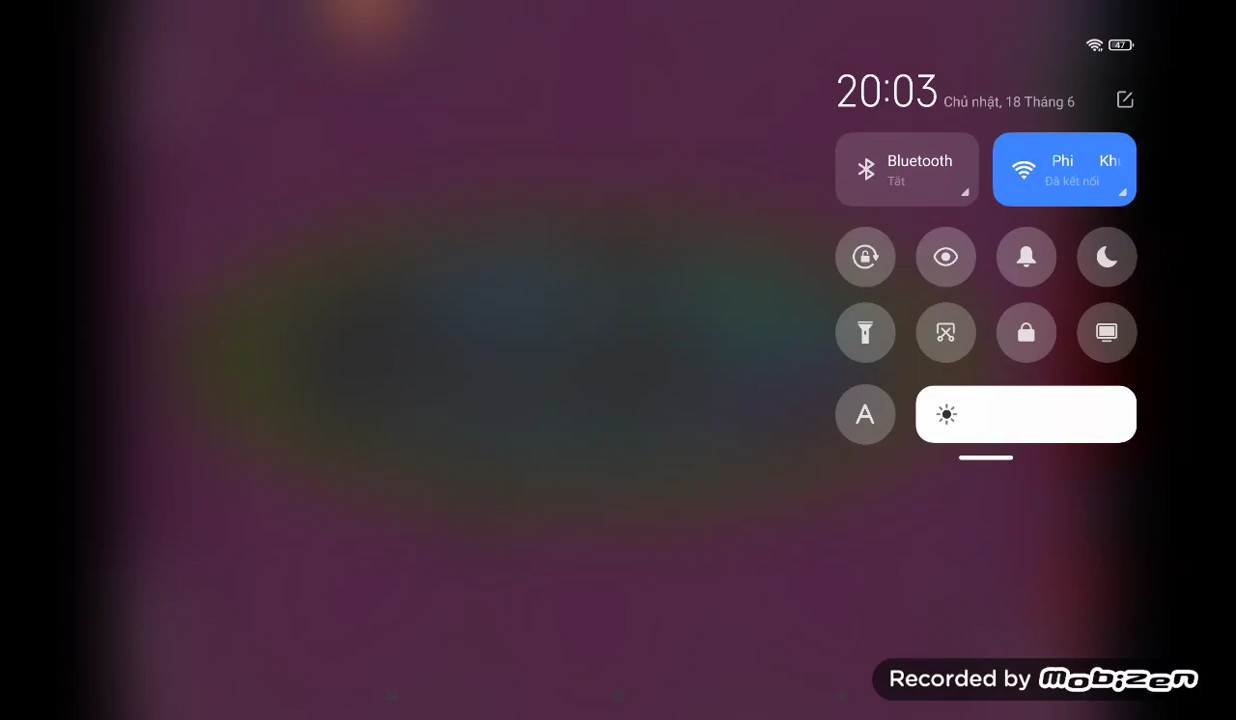 47
20:03 Chủ nhật, 18 Tháng 6
Bluetooth
Tắt
Phi
Đã kết nối
A
Recorded by mobizen